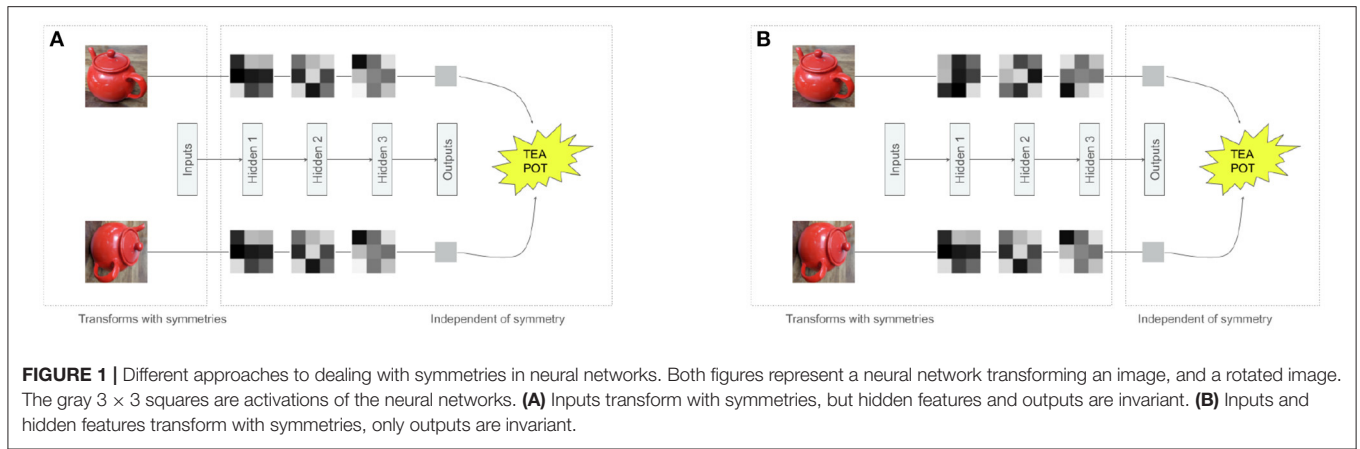 A
Inputs
Hidden 1
Hidden 2
Hidden 3
Outputs
TEA
POT
Transforms with symmetries
Independent of symmetry
B
Inputs
Hidden 1
Hidden 2
Hidden 3
Outputs
TEA
POT
Transforms with symmetries
Independent of symmetry
FIGURE 1 | Different approaches to dealing with symmetries in neural networks. Both figures represent a neural network transforming an image, and a rotated image.
The gray 3 × 3 squares are activations of the neural networks. (A) Inputs transform with symmetries, but hidden features and outputs are invariant. (B) Inputs and
hidden features transform with symmetries, only outputs are invariant.